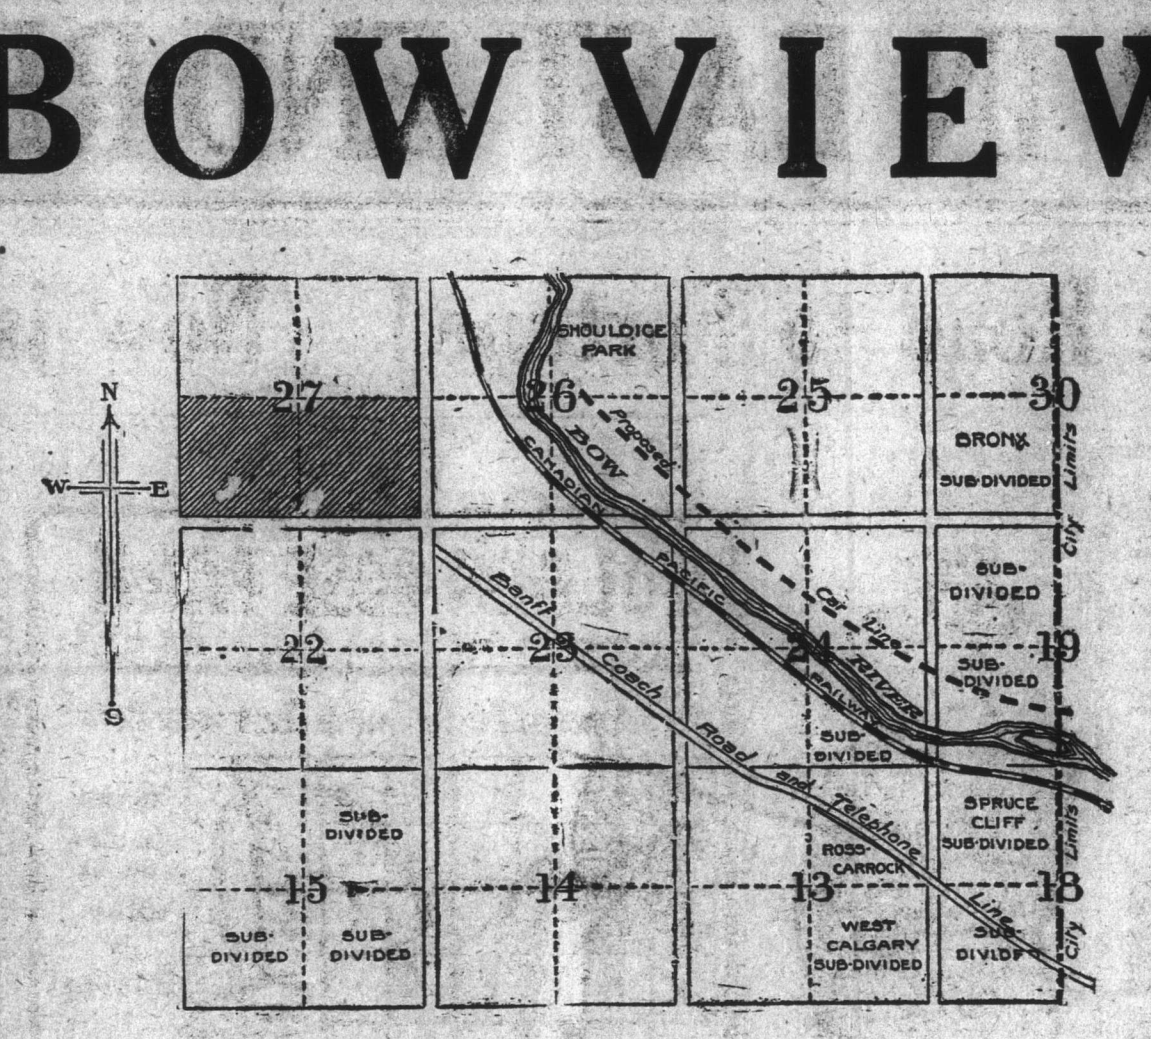 BOWVIEW
SHOULDICE
PARK
27
26
25
30
N
W
E
S
Proposed
Car Line
BOW
RIVER
CANADIAN
PACIFIC
RAILWAY
BRONX
SUB-DIVIDED
City Limits
SUB-
DIVIDED
Banff
Coach
Road
and
Telephone
Line
22
23
24
19
SUB-
DIVIDED
SUB-
DIVIDED
SUB-
DIVIDED
SPRUCE
CLIFF
SUB-DIVIDED
City Limits
ROSS-
CARROCK
15
14
13
18
SUB-
DIVIDED
SUB-
DIVIDED
WEST
CALGARY
SUB-DIVIDED
SUB-